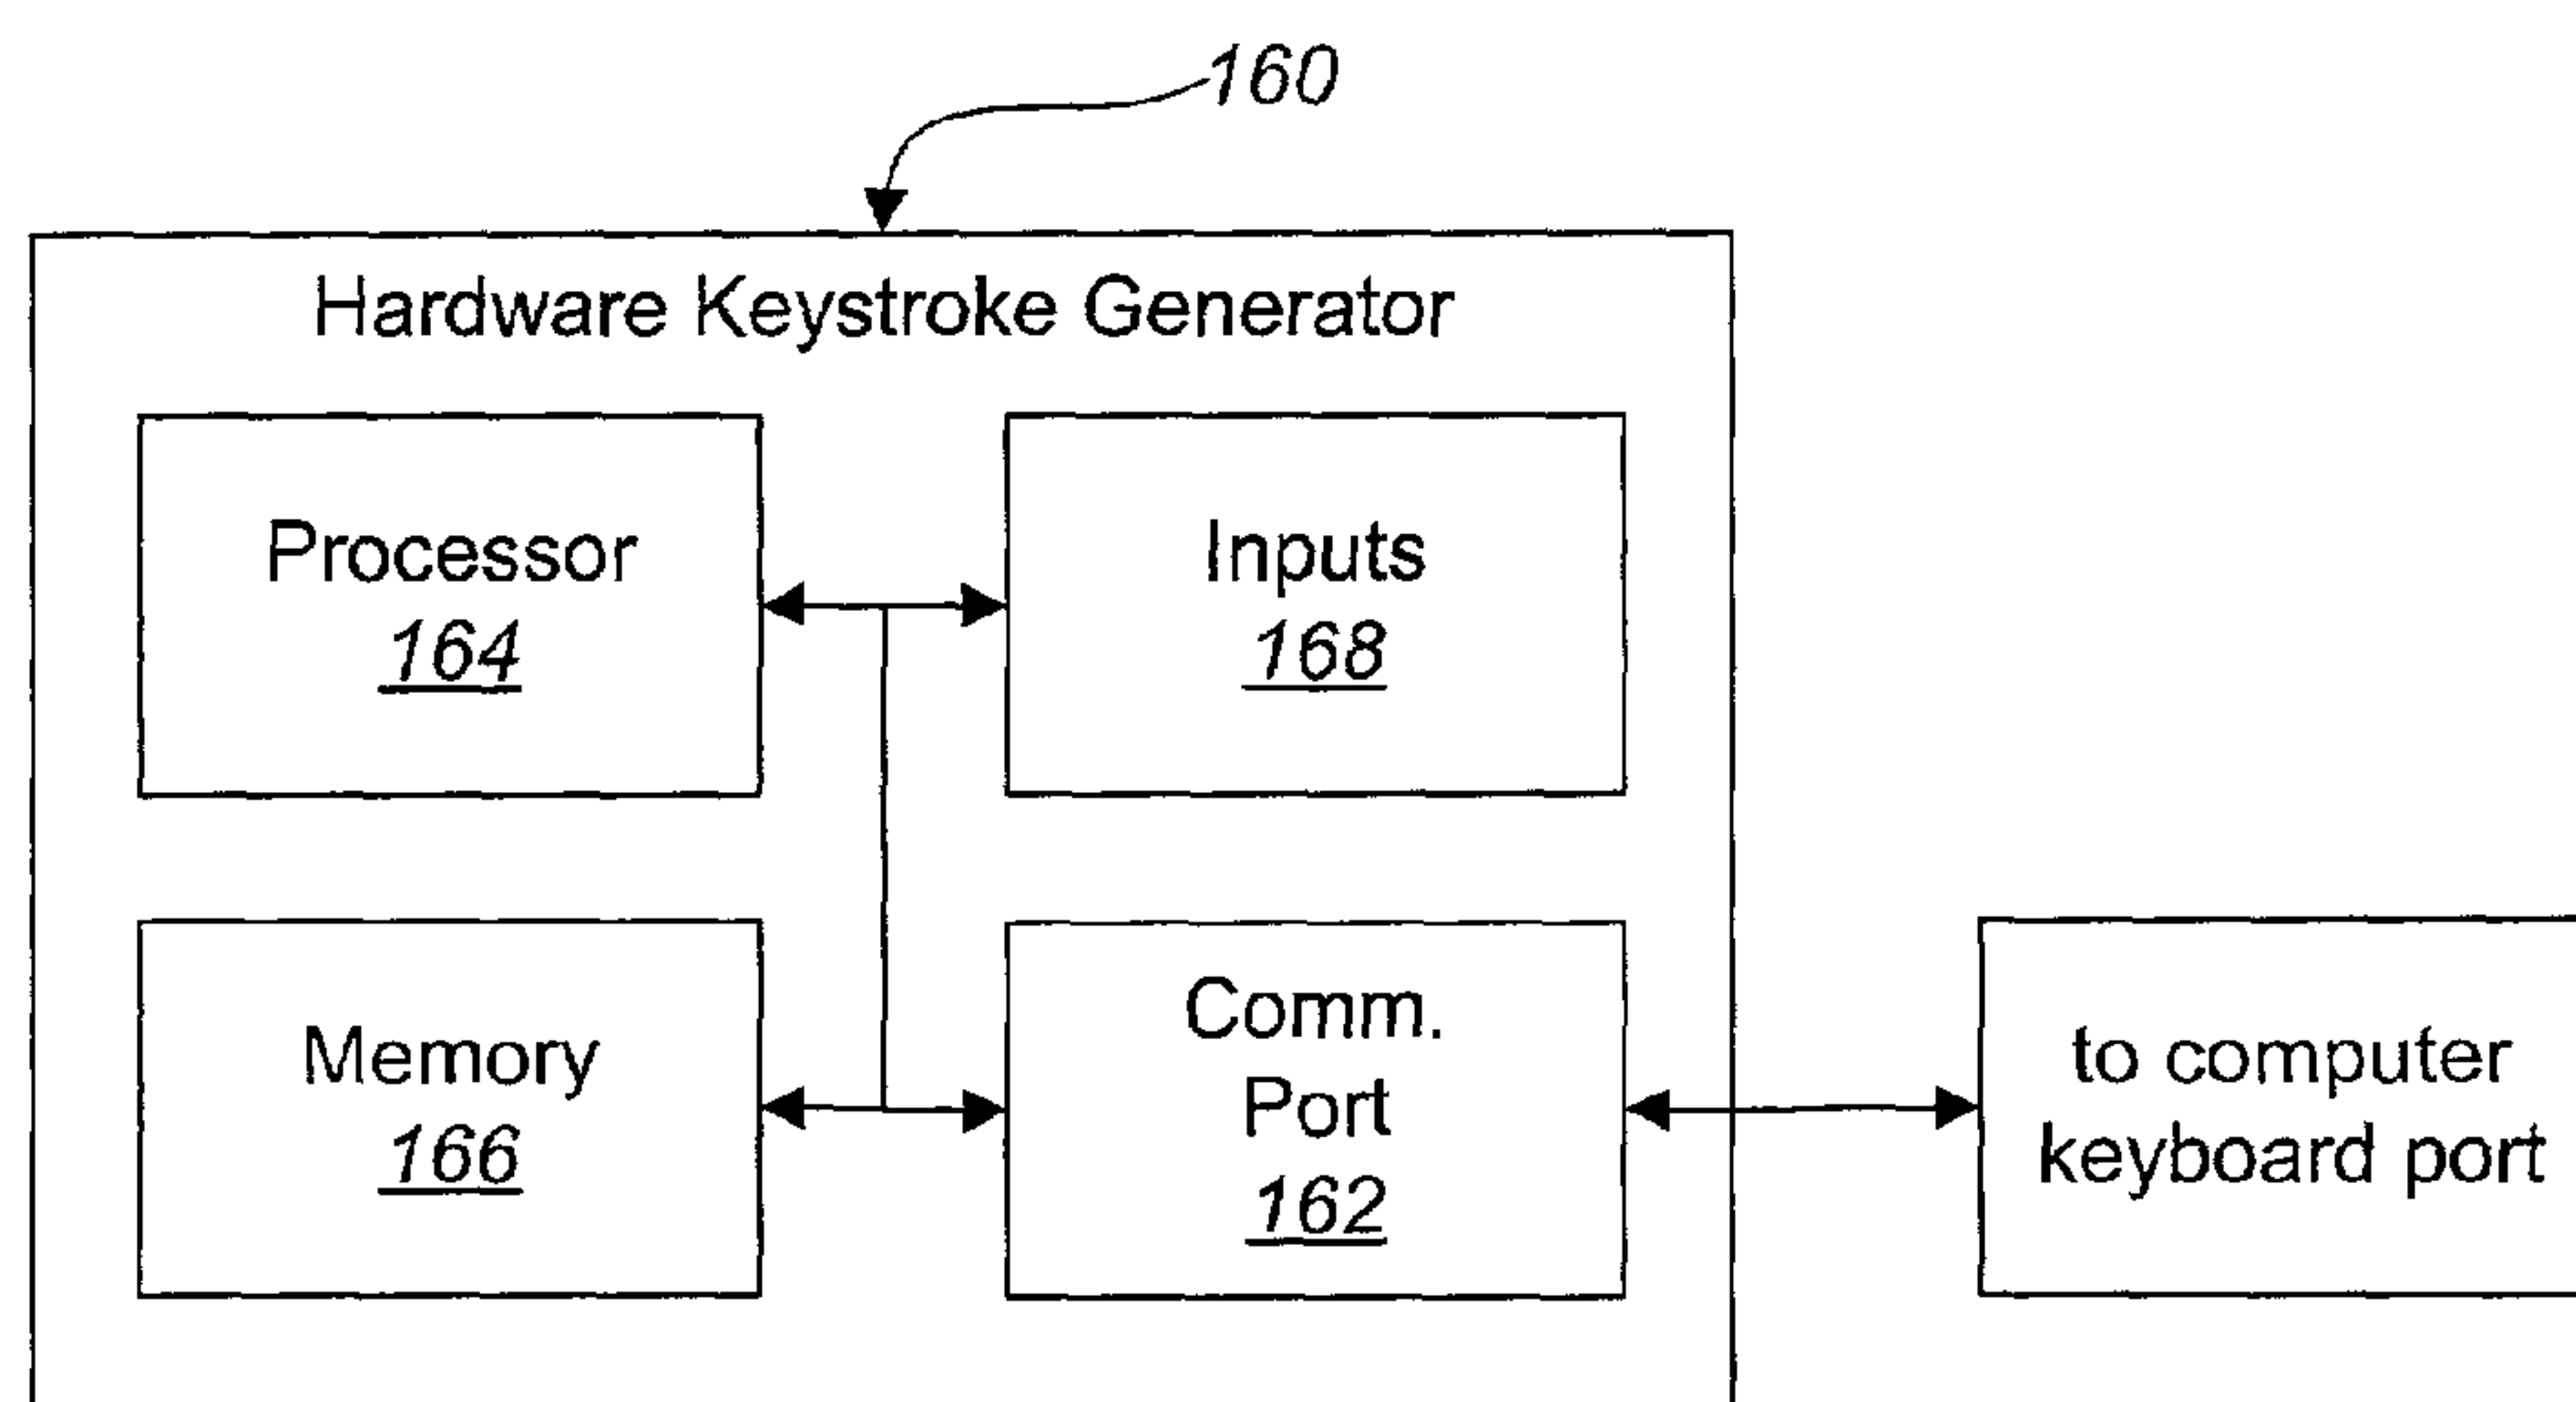 160
Hardware Keystroke Generator
Processor
164
Inputs
168
Memory
166
Comm.
Port
162
to computer
keyboard port